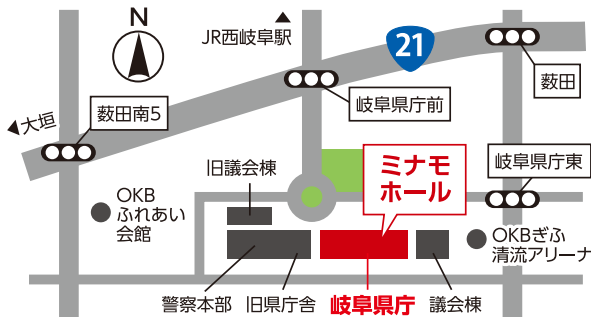 N
JR西岐阜駅
21
薮田
岐阜県庁前
大垣
薮田南5
岐阜県庁東
ミナモ
ホール
旧議会棟
OKB
ふれあい
会館
OKBぎふ
清流アリーナ
警察本部
旧県庁舎
岐阜県庁
議会棟